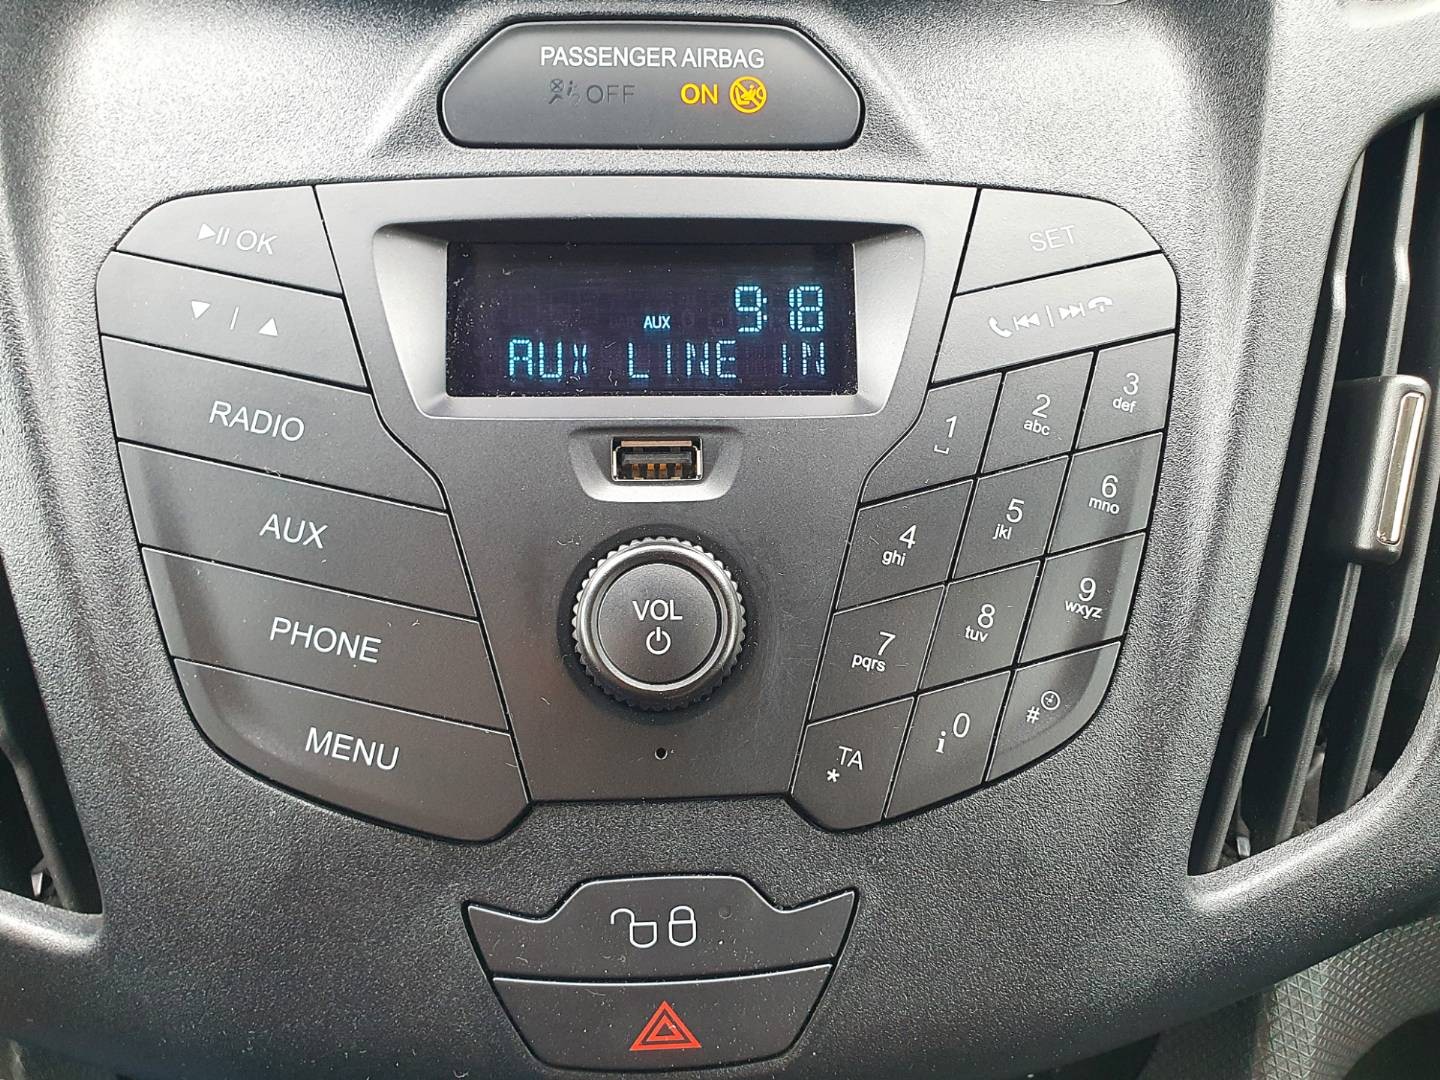 PASSENGER AIRBAG
OFF ON
OK
SET
9:18
AUX
AUX LINE IN
RADIO
AUX
PHONE
MENU
VOL
1
2
abc
3
def
4
ghi
5
jkl
6
mno
7
pqrs
8
tuv
9
wxyz
* TA
i 0
#